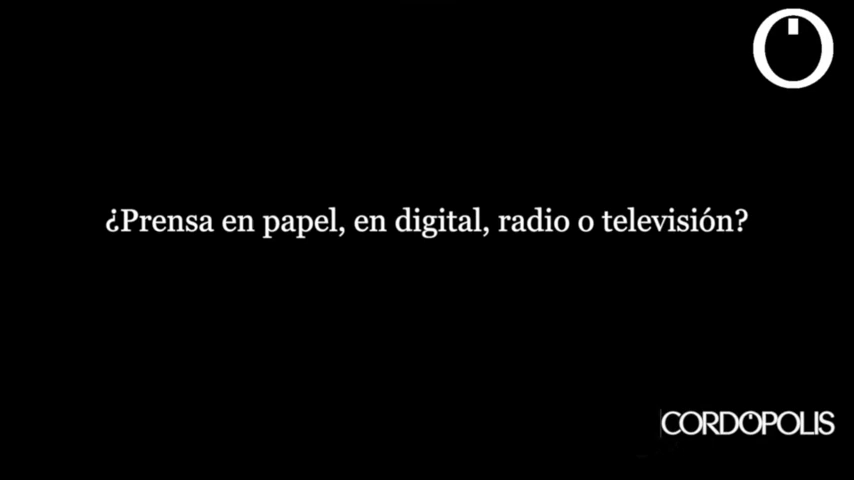 ¿Prensa en papel, en digital, radio o televisión?
CORDÓPOLIS